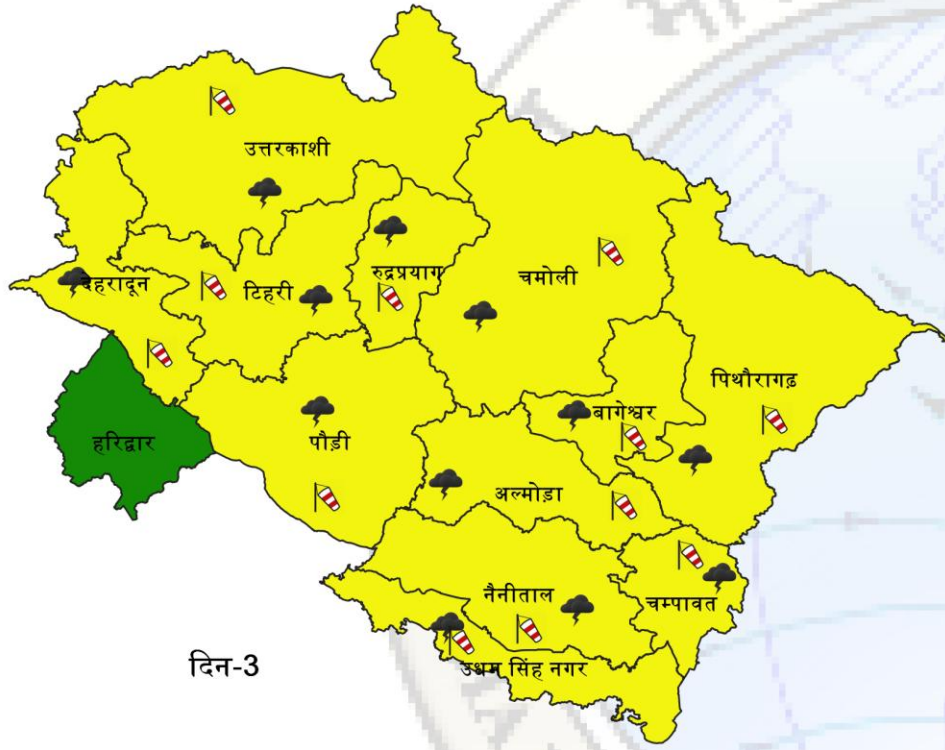 उत्तरकाशी
रुद्रप्रयाग
चमोली
देहरादून
टिहरी
पिथौरागढ़
बागेश्वर
हरिद्वार
पौड़ी
अल्मोड़ा
नैनीताल
चम्पावत
उधम सिंह नगर
दिन-3